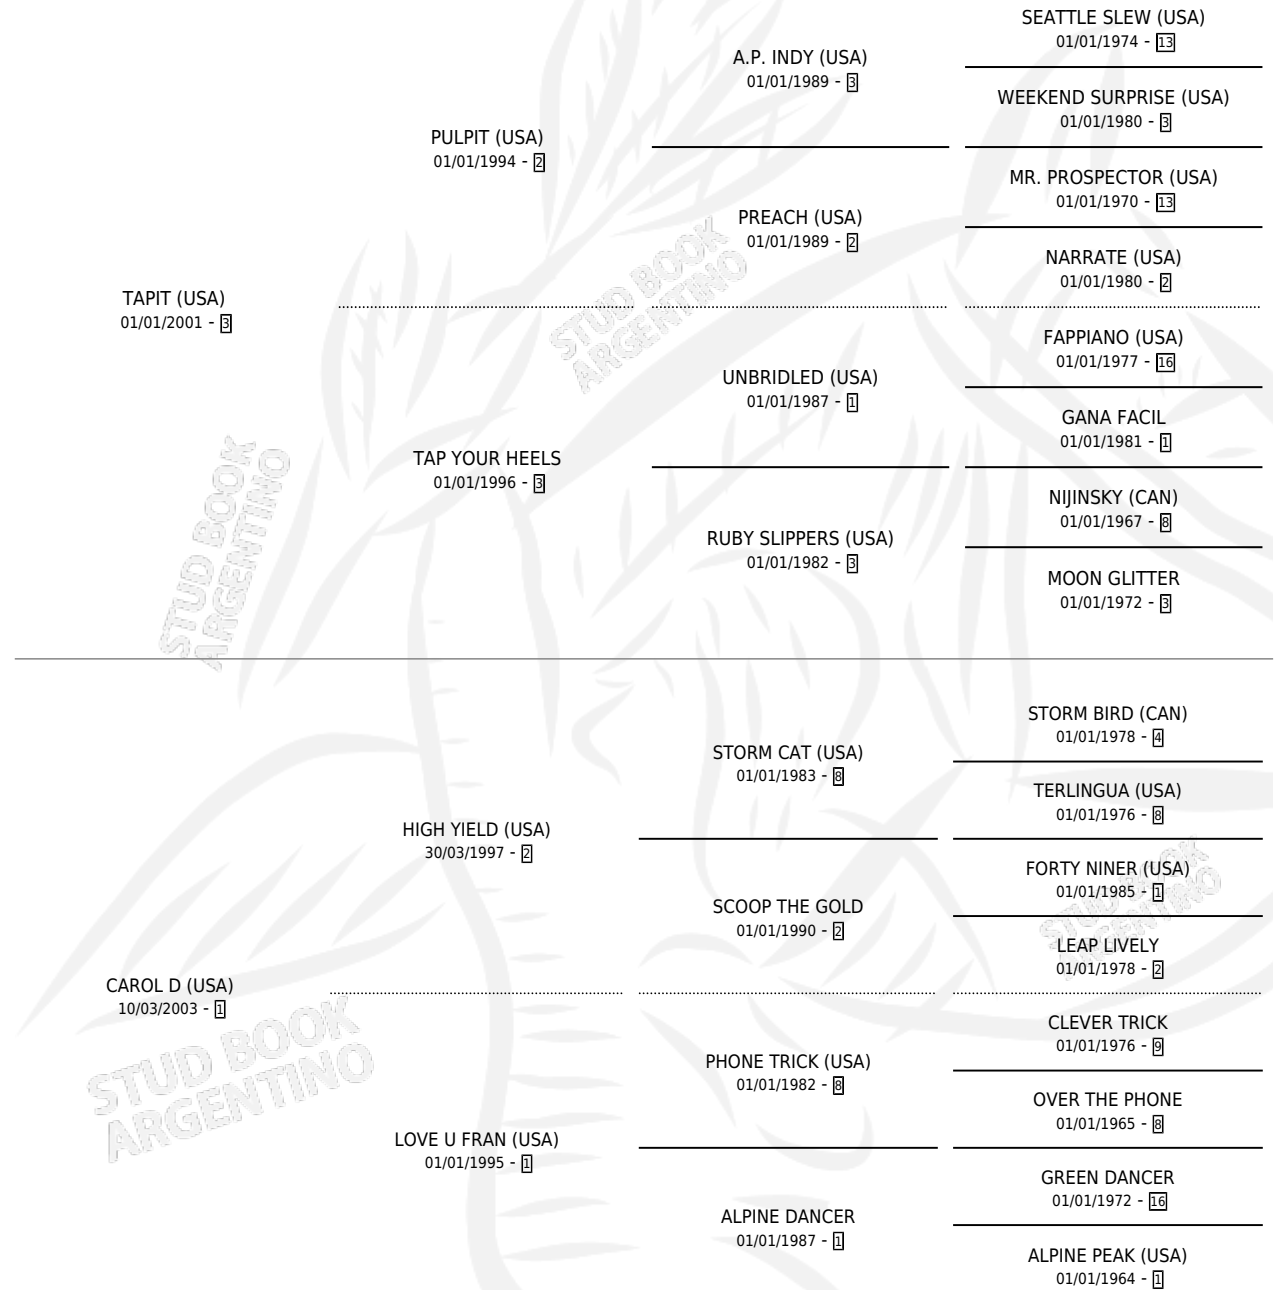 SEATTLE SLEW (USA)
01/01/1974 - 13
A.P. INDY (USA)
01/01/1989 - 3
WEEKEND SURPRISE (USA)
01/01/1980 - 3
PULPIT (USA)
01/01/1994 - 2
MR. PROSPECTOR (USA)
01/01/1970 - 13
PREACH (USA)
01/01/1989 - 2
NARRATE (USA)
01/01/1980 - 2
TAPIT (USA)
01/01/2001 - 3
FAPPIANO (USA)
01/01/1977 - 16
UNBRIDLED (USA)
01/01/1987 - 1
GANA FACIL
01/01/1981 - 1
TAP YOUR HEELS
01/01/1996 - 3
NIJINSKY (CAN)
01/01/1967 - 8
RUBY SLIPPERS (USA)
01/01/1982 - 3
MOON GLITTER
01/01/1972 - 3
STORM BIRD (CAN)
01/01/1978 - 4
STORM CAT (USA)
01/01/1983 - 8
TERLINGUA (USA)
01/01/1976 - 8
HIGH YIELD (USA)
30/03/1997 - 2
FORTY NINER (USA)
01/01/1985 - 1
SCOOP THE GOLD
01/01/1990 - 2
LEAP LIVELY
01/01/1978 - 2
CAROL D (USA)
10/03/2003 - 1
CLEVER TRICK
01/01/1976 - 9
PHONE TRICK (USA)
01/01/1982 - 8
OVER THE PHONE
01/01/1965 - 8
LOVE U FRAN (USA)
01/01/1995 - 1
GREEN DANCER
01/01/1972 - 16
ALPINE DANCER
01/01/1987 - 1
ALPINE PEAK (USA)
01/01/1964 - 1
STUD BOOK
ARGENTINO
STUD BOOK
ARGENTINO
STUD BOOK
ARGENTINO
STUD BOOK
ARGENTINO